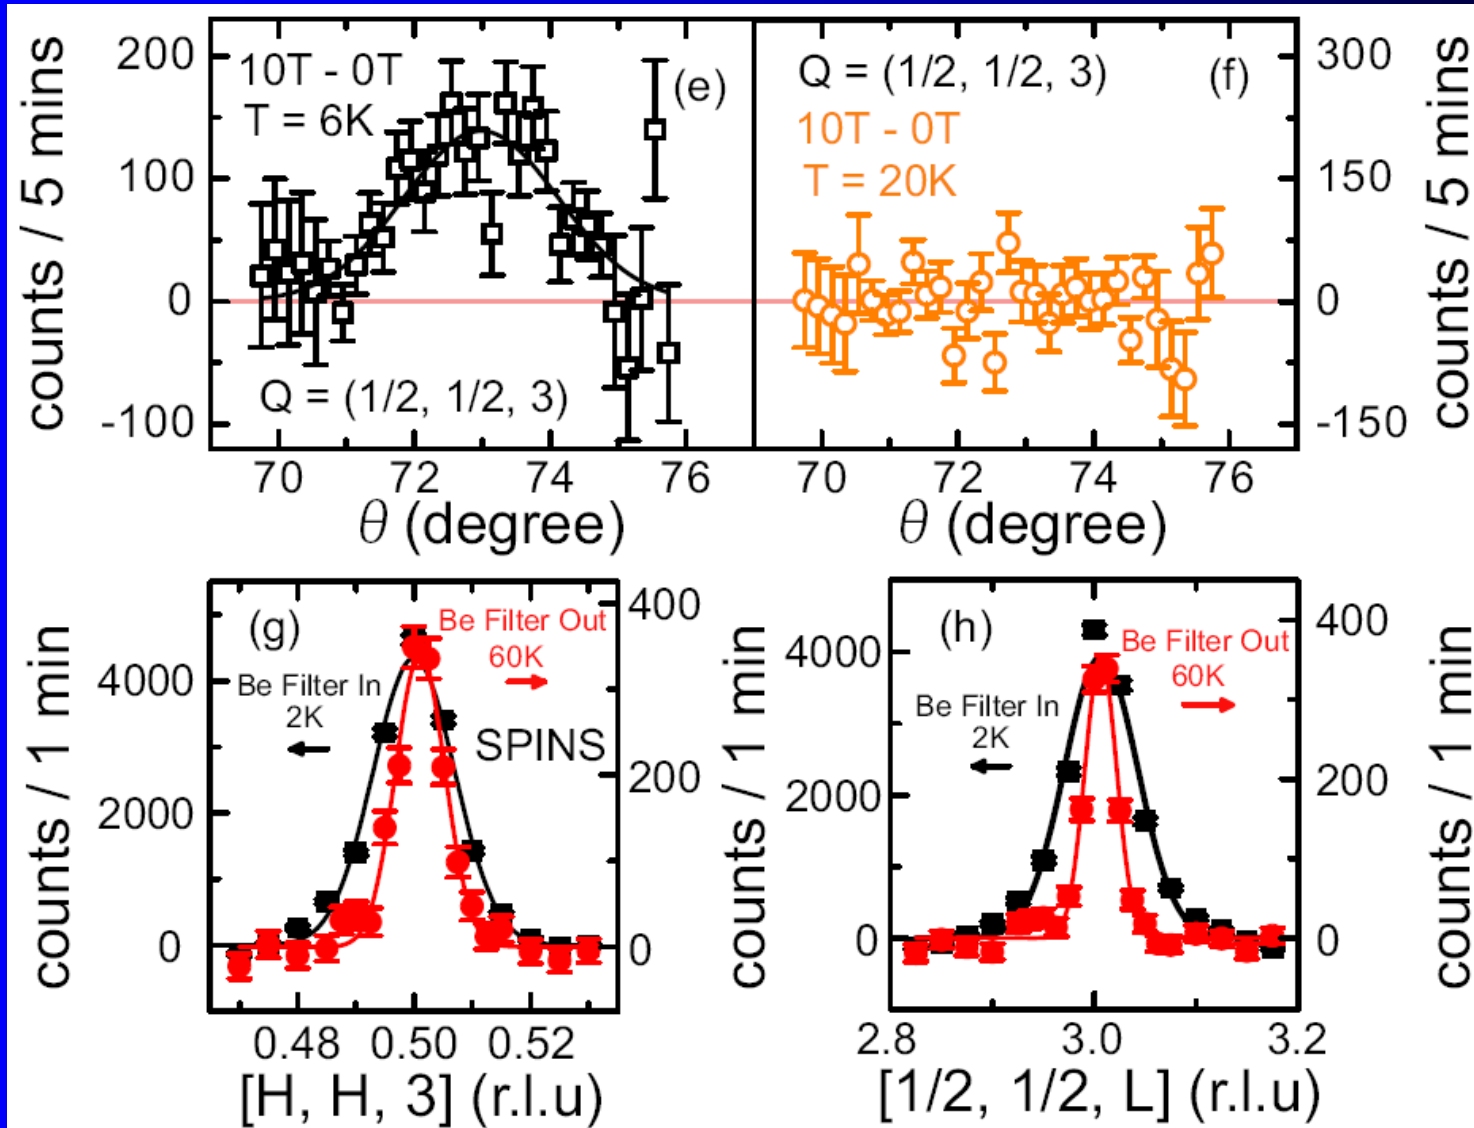 counts / 5 mins
200
100
0
-100
10T - 0T
T = 6K
(e)
Q = (1/2, 1/2, 3)
70 72 74 76
θ (degree)
Q = (1/2, 1/2, 3)
(f)
10T - 0T
T = 20K
300
150
0
-150
counts / 5 mins
70 72 74 76
θ (degree)
counts / 1 min
4000
2000
0
(g)
Be Filter Out
60K
Be Filter In
2K
SPINS
400
200
0
counts / 1 min
0.48 0.50 0.52
[H, H, 3] (r.l.u)
4000
2000
0
(h)
Be Filter Out
60K
Be Filter In
2K
400
200
0
counts / 1 min
2.8 3.0 3.2
[1/2, 1/2, L] (r.l.u)